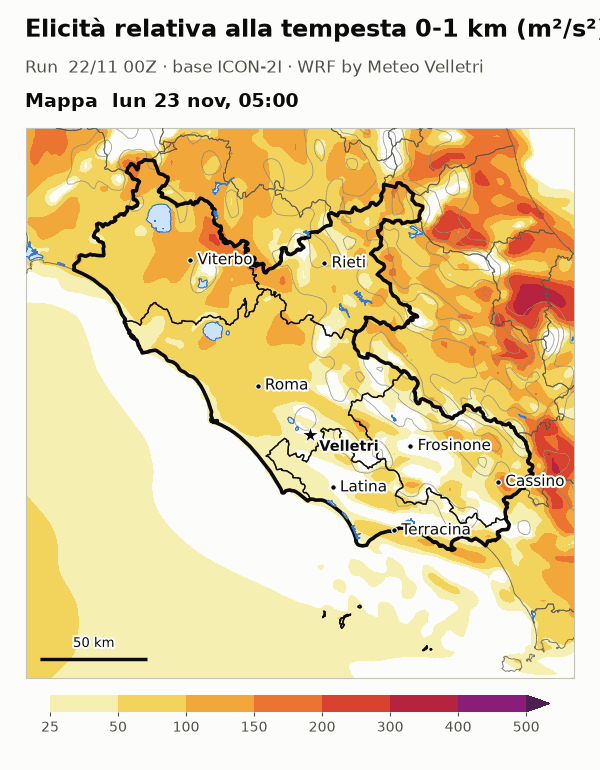 Elicità relativa alla tempesta 0-1 km (m²/s²)
Run 22/11 00Z · base ICON-2I · WRF by Meteo Velletri
Mappa lun 23 nov, 05:00
Viterbo
Rieti
Roma
Velletri
Frosinone
Cassino
Latina
Terracina
50 km
25 50 100 150 200 300 400 500